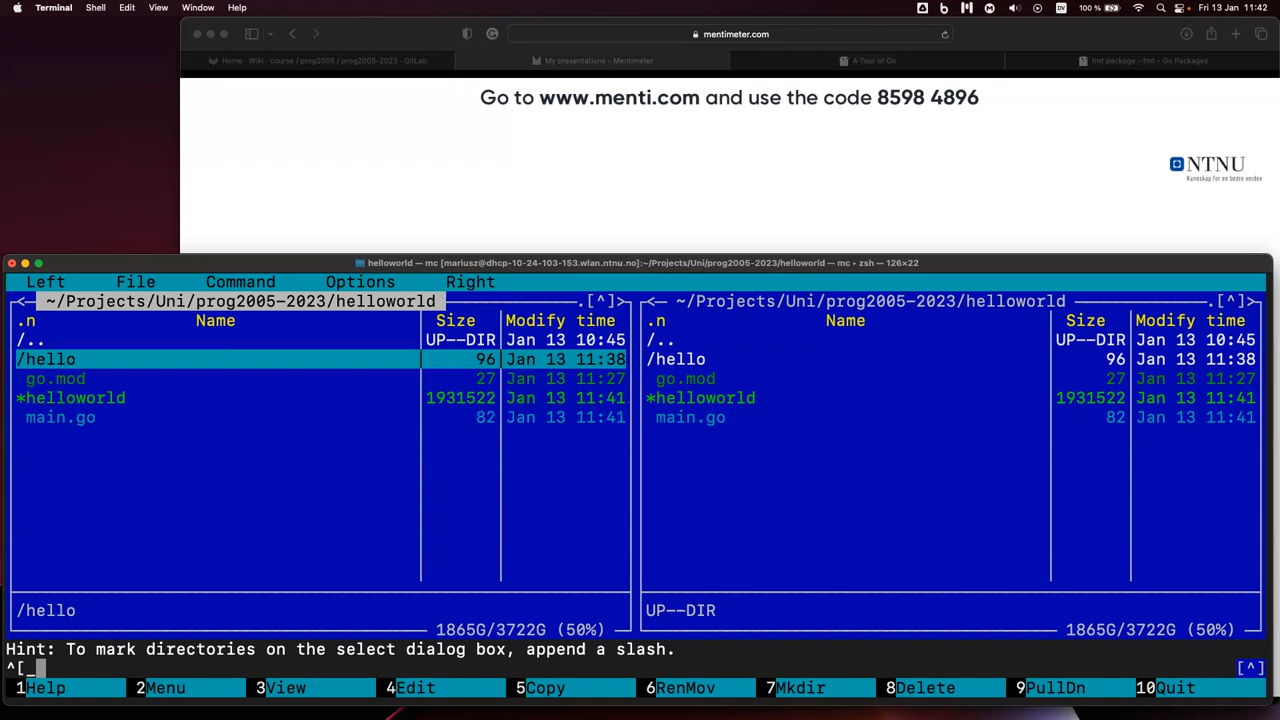 Terminal Shell Edit View Window Help 100 % Fri 13 Jan 11:42
mentimeter.com
Home · Wiki · course / prog2005 / prog2005-2023 · GitLab My presentations - Mentimeter A Tour of Go fmt package - fmt - Go Packages
Go to www.menti.com and use the code 8598 4896
NTNU
Kunnskap for en bedre verden
helloworld — mc [mariusz@dhcp-10-24-103-153.wlan.ntnu.no]:~/Projects/Uni/prog2005-2023/helloworld — mc ▸ zsh — 126×22
Left File Command Options Right
<— ~/Projects/Uni/prog2005-2023/helloworld .[^]> <— ~/Projects/Uni/prog2005-2023/helloworld .[^]>
.n Name Size Modify time .n Name Size Modify time
/.. UP--DIR Jan 13 10:45 /.. UP--DIR Jan 13 10:45
/hello 96 Jan 13 11:38 /hello 96 Jan 13 11:38
go.mod 27 Jan 13 11:27 go.mod 27 Jan 13 11:27
*helloworld 1931522 Jan 13 11:41 *helloworld 1931522 Jan 13 11:41
main.go 82 Jan 13 11:41 main.go 82 Jan 13 11:41
/hello UP--DIR
1865G/3722G (50%) 1865G/3722G (50%)
Hint: To mark directories on the select dialog box, append a slash.
^[_ [^]
1Help 2Menu 3View 4Edit 5Copy 6RenMov 7Mkdir 8Delete 9PullDn 10Quit